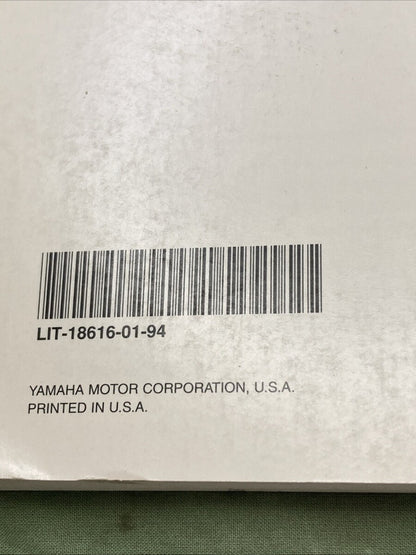 LIT-18616-01-94
YAMAHA MOTOR CORPORATION, U.S.A.
PRINTED IN U.S.A.